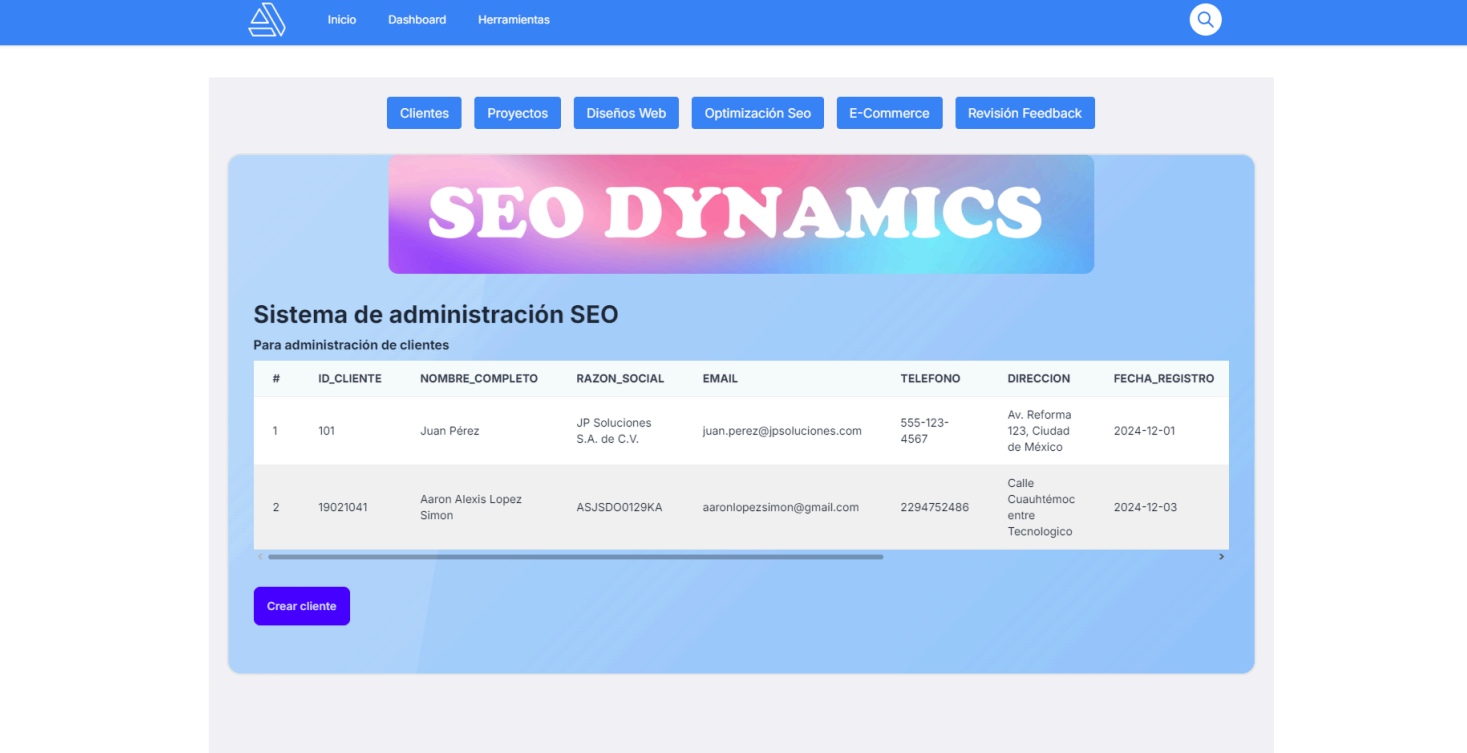 Inicio Dashboard Herramientas
Clientes Proyectos Diseños Web Optimización Seo E-Commerce Revisión Feedback
SEO DYNAMICS
Sistema de administración SEO
Para administración de clientes
# ID_CLIENTE NOMBRE_COMPLETO RAZON_SOCIAL EMAIL TELEFONO DIRECCION FECHA_REGISTRO
1 101 Juan Pérez JP Soluciones S.A. de C.V. juan.perez@jpsoluciones.com 555-123-4567 Av. Reforma 123, Ciudad de México 2024-12-01
2 19021041 Aaron Alexis Lopez Simon ASJSDO0129KA aaronlopezsimon@gmail.com 2294752486 Calle Cuauhtémoc entre Tecnologico 2024-12-03
Crear cliente